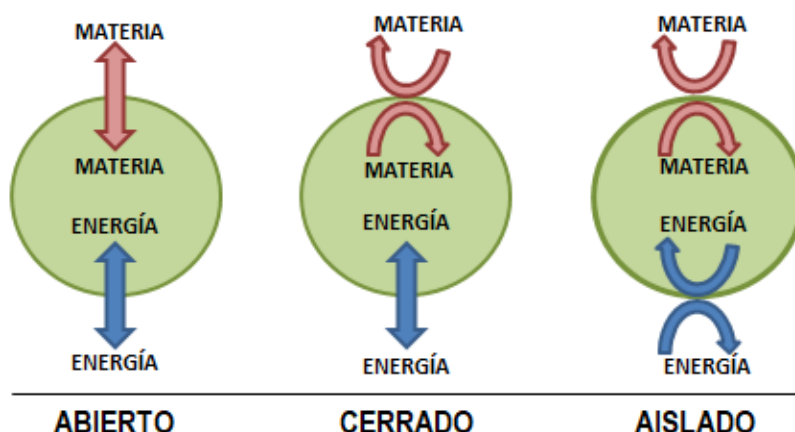 MATERIA
MATERIA
MATERIA
MATERIA
MATERIA
MATERIA
ENERGÍA
ENERGÍA
ENERGÍA
ENERGÍA
ENERGÍA
ENERGÍA
ABIERTO
CERRADO
AISLADO